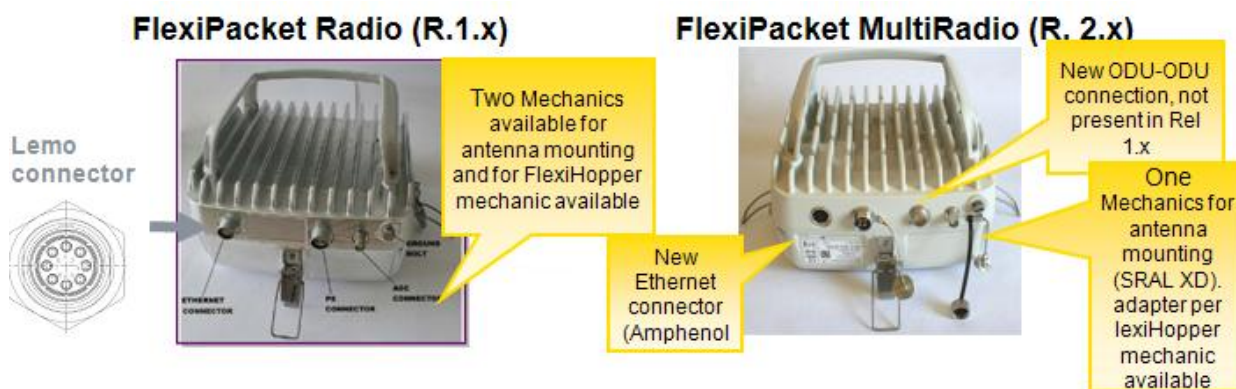 FlexiPacket Radio (R.1.x)
FlexiPacket MultiRadio (R. 2.x)
Lemo
connector
Two Mechanics
available for
antenna mounting
and for FlexiHopper
mechanic available
ETHERNET
CONNECTOR
PS
CONNECTOR
AGC
CONNECTOR
GROUND
BOLT
New ODU-ODU
connection, not
present in Rel
1.x
New
Ethernet
connector
(Amphenol
One
Mechanics for
antenna
mounting
(SRAL XD).
adapter per
lexiHopper
mechanic
available